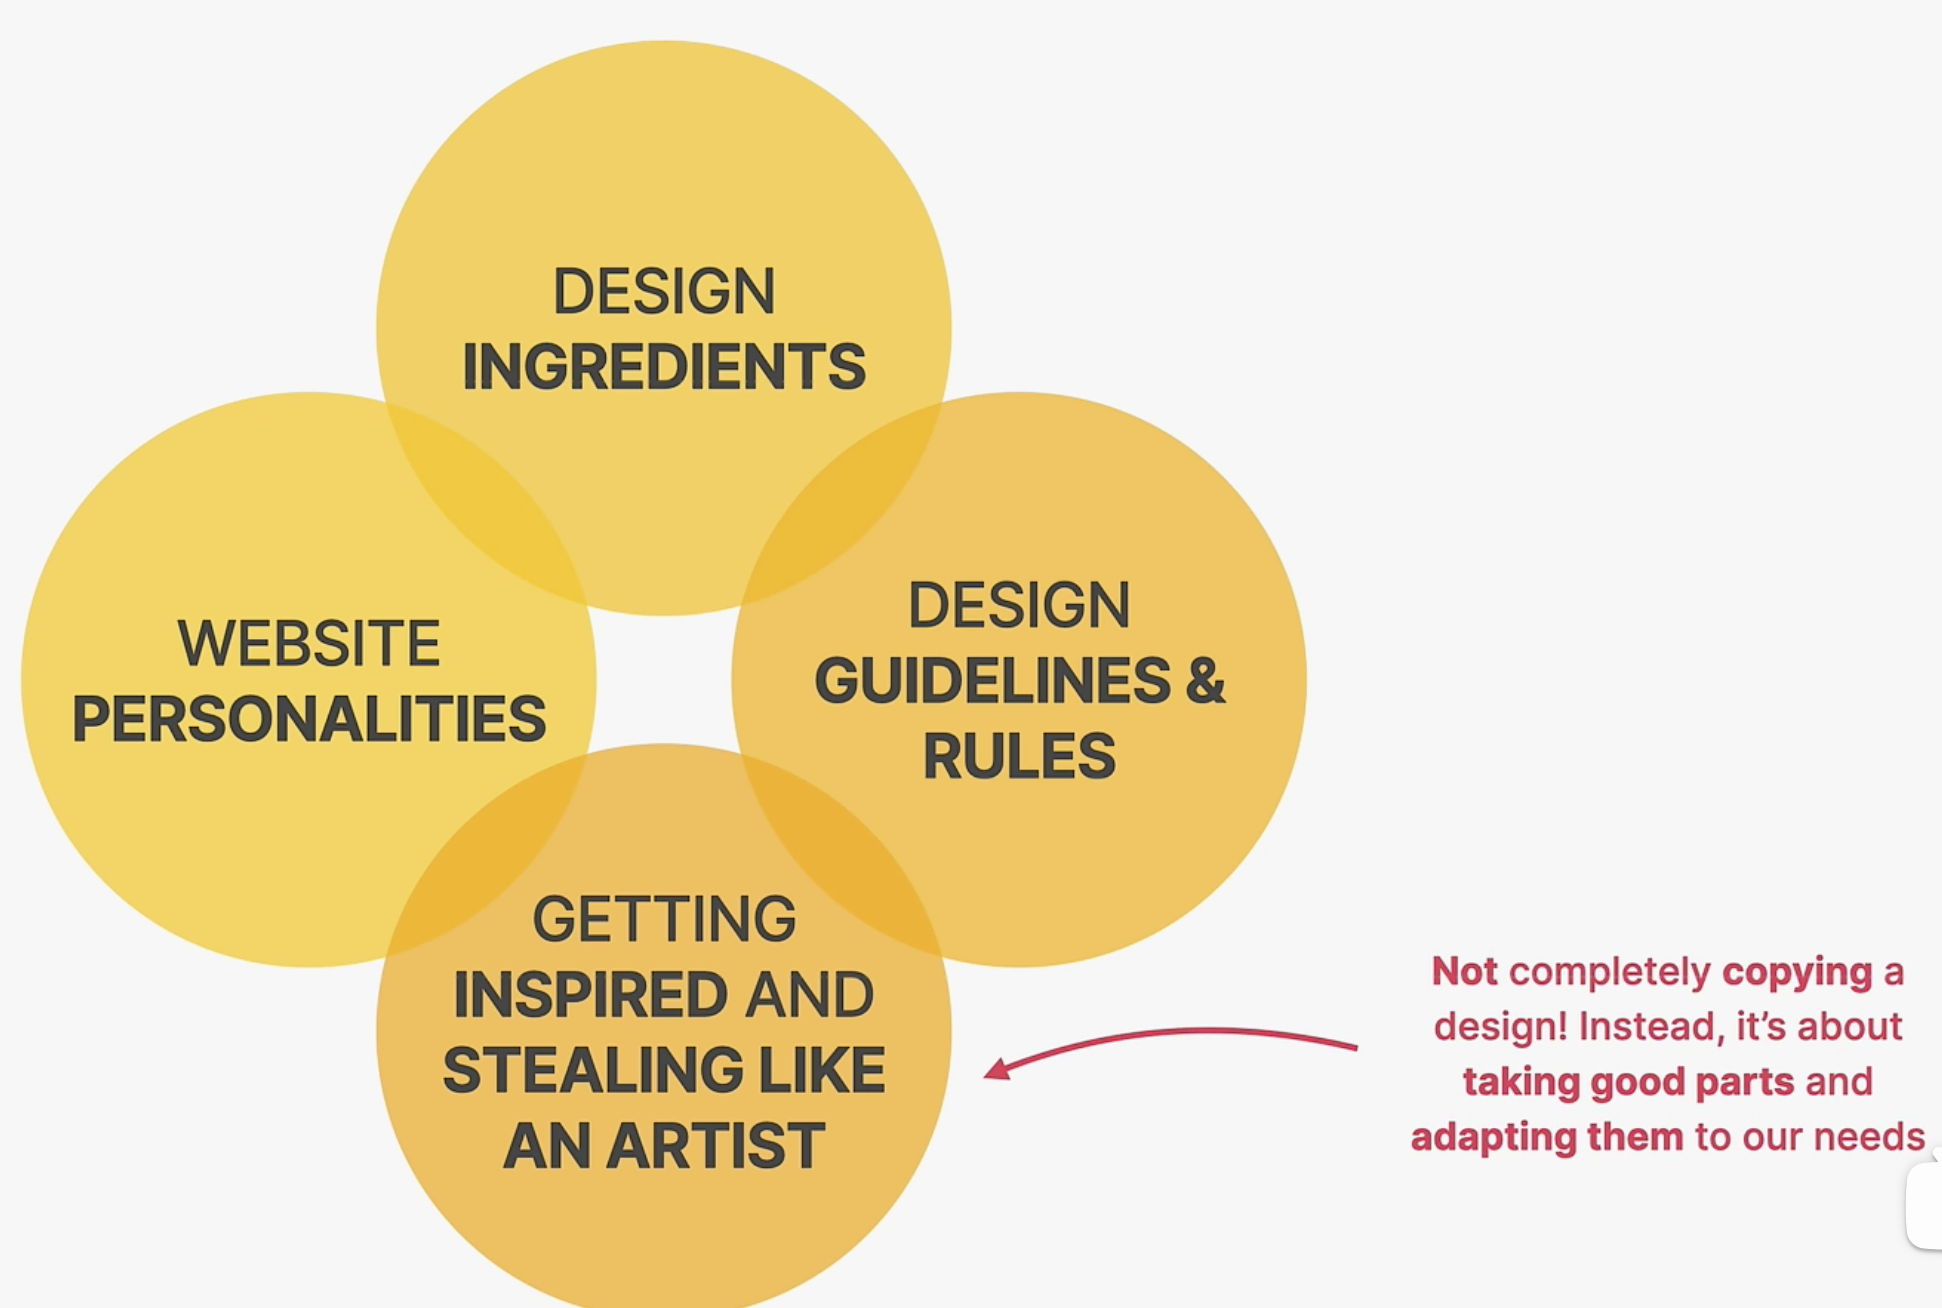 DESIGN
INGREDIENTS
WEBSITE
PERSONALITIES
DESIGN
GUIDELINES &
RULES
GETTING
INSPIRED AND
STEALING LIKE
AN ARTIST
Not completely copying a
design! Instead, it’s about
taking good parts and
adapting them to our needs